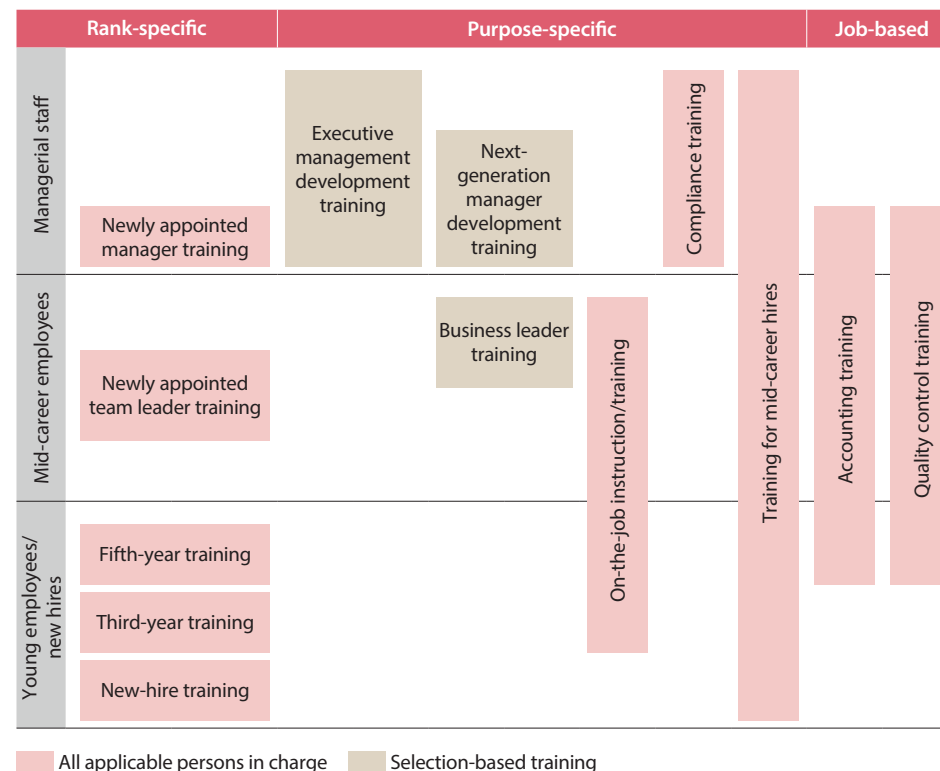 Rank-specific
Purpose-specific
Job-based
Managerial staff
Executive
management
development
training
Next-
generation
manager
development
training
Compliance training
Newly appointed
manager training
Mid-career employees
Newly appointed
team leader training
Business leader
training
On-the-job instruction/training
Training for mid-career hires
Accounting training
Quality control training
Young employees/
new hires
Fifth-year training
Third-year training
New-hire training
All applicable persons in charge
Selection-based training